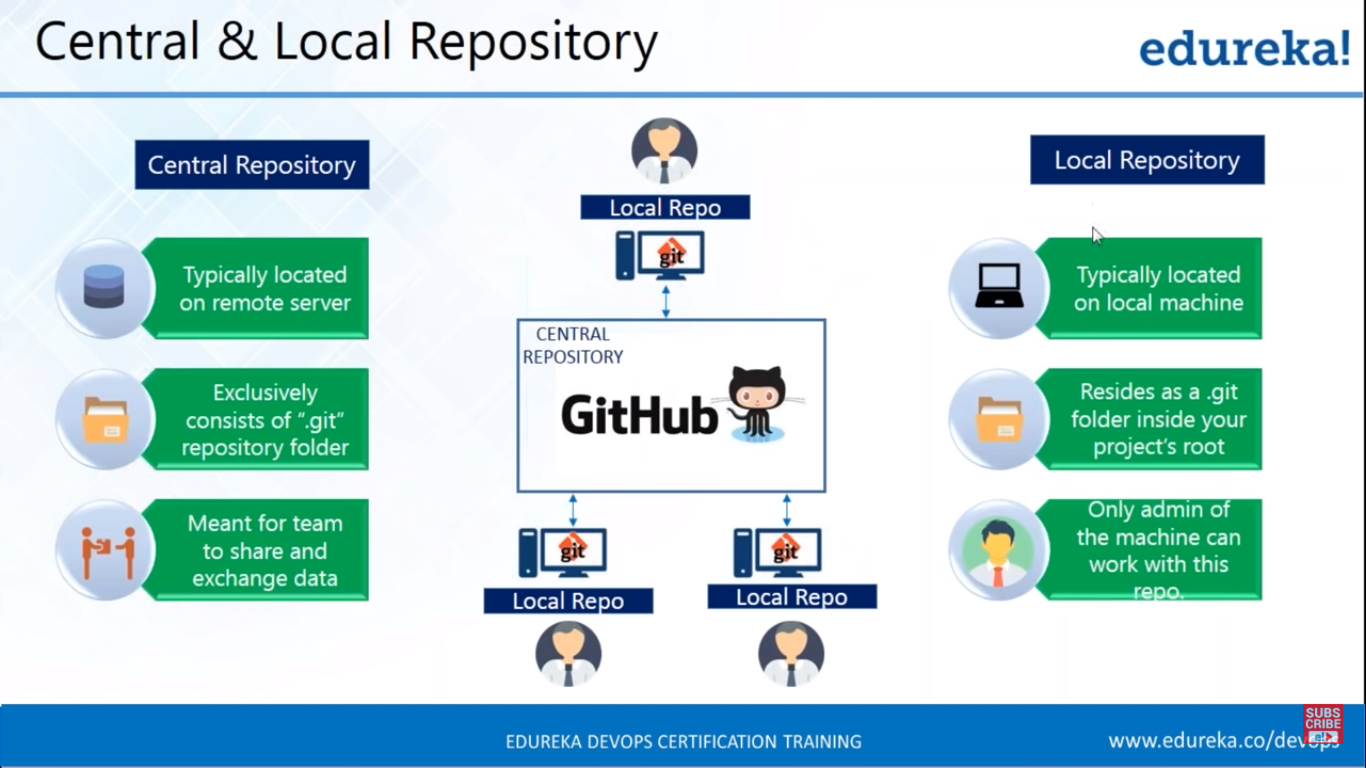 Central & Local Repository
edureka!
Central Repository
Typically located
on remote server
Exclusively
consists of “.git”
repository folder
Meant for team
to share and
exchange data
Local Repo
git
CENTRAL
REPOSITORY
GitHub
git
git
Local Repo
Local Repo
Local Repository
Typically located
on local machine
Resides as a .git
folder inside your
project's root
Only admin of
the machine can
work with this
repo.
EDUREKA DEVOPS CERTIFICATION TRAINING
www.edureka.co/devops
SUBS
CRIBE
e!